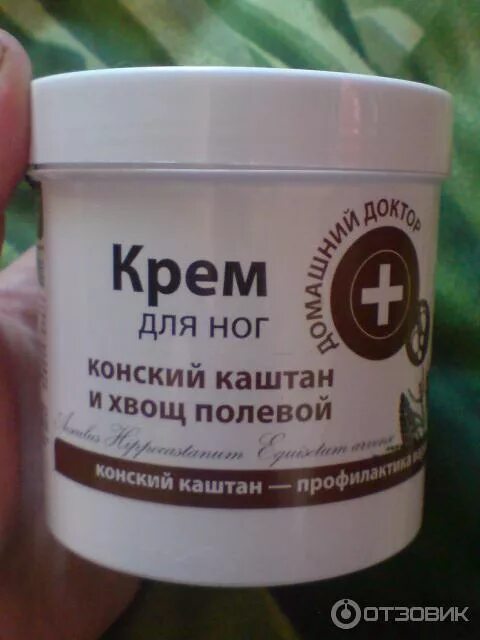 ДОМАШНИЙ ДОКТОР
Крем
для ног
конский каштан
и хвощ полевой
Aesculus Hippocastanum Equisetum arvense
конский каштан — профилактика
ОТЗОВИК